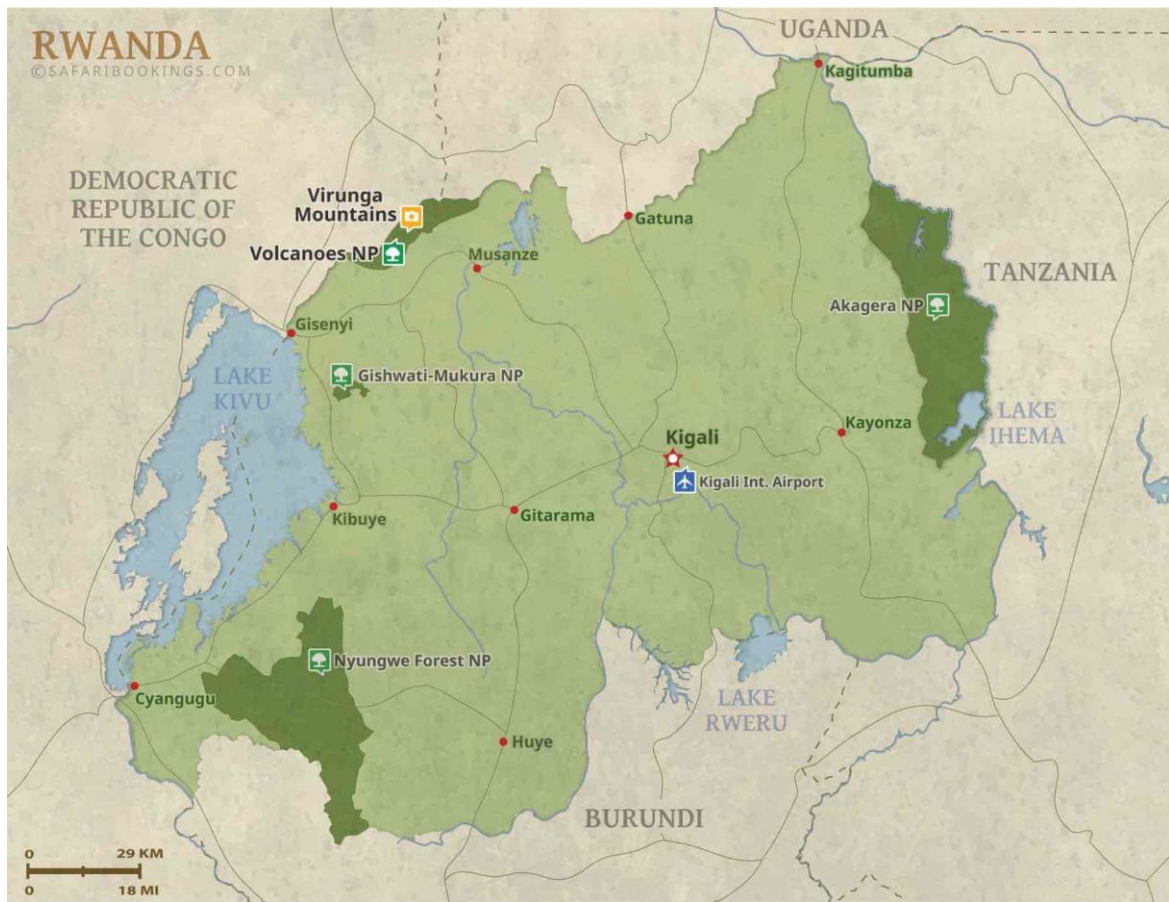 RWANDA
©SAFARIBOOKINGS.COM
UGANDA
Kagitumba
DEMOCRATIC
REPUBLIC OF
THE CONGO
Virunga
Mountains
Volcanoes NP
Musanze
Gatuna
TANZANIA
Akagera NP
Gisenyi
LAKE
KIVU
Gishwati-Mukura NP
LAKE
IHEMA
Kayonza
Kigali
Kigali Int. Airport
Kibuye
Gitarama
Nyungwe Forest NP
Cyangugu
LAKE
RWERU
Huye
BURUNDI
0 29 KM
0 18 MI